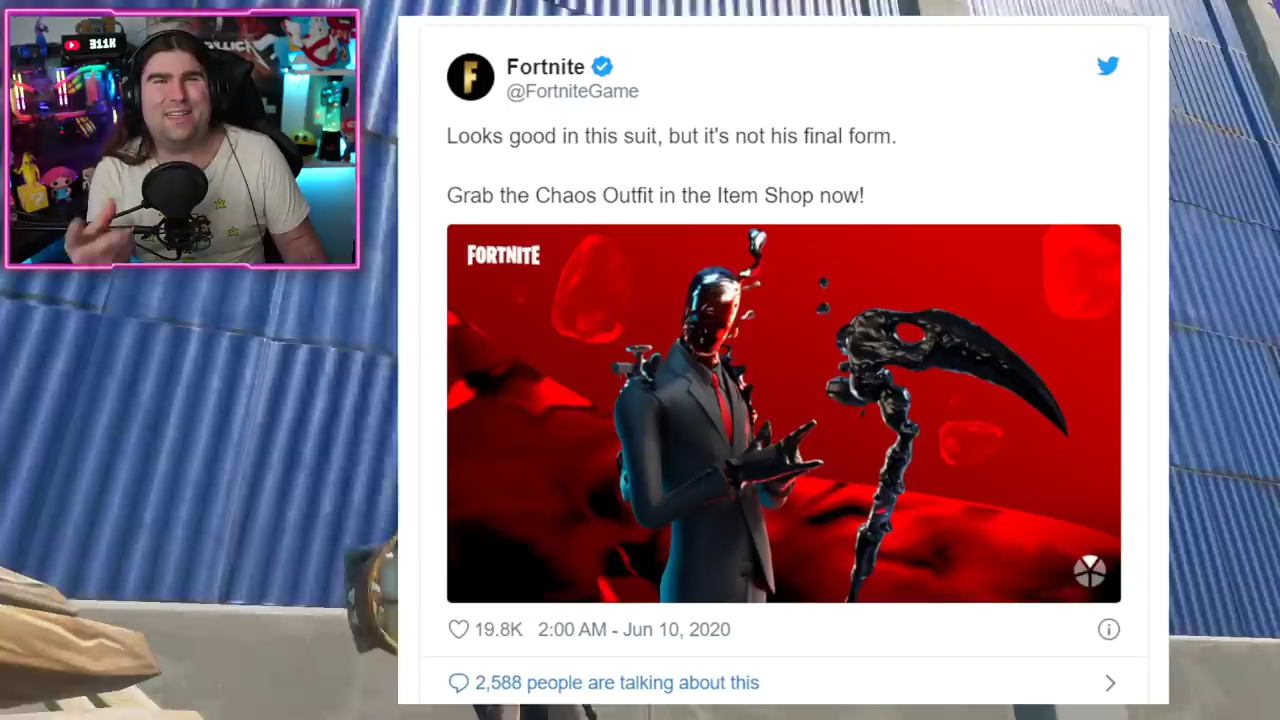 311K
Fortnite
@FortniteGame
Looks good in this suit, but it's not his final form.
Grab the Chaos Outfit in the Item Shop now!
FORTNITE
19.8K 2:00 AM - Jun 10, 2020
2,588 people are talking about this